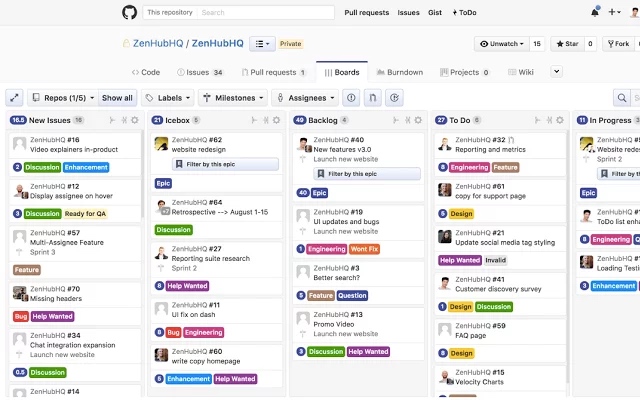 This repository Search Pull requests Issues Gist ToDo
ZenHubHQ / ZenHubHQ Private Unwatch 15 Star 0 Fork
Code Issues 34 Pull requests 1 Boards Burndown Projects 0 Wiki
Repos (1/5) Show all Labels Milestones Assignees
16.5 New Issues 16
ZenHubHQ #16
Video explainers in-product
2 Discussion Enhancement
ZenHubHQ #12
Display assignee on hover
3 Discussion Ready for QA
ZenHubHQ #57
Multi-Assignee Feature
Sprint 3
Feature
ZenHubHQ #70
Missing headers
Bug Help Wanted
ZenHubHQ #34
Chat integration expansion
Launch new website
0.5 Discussion
ZenHubHQ #14
21 Icebox 5
ZenHubHQ #62
website redesign
Filter by this epic
Epic
ZenHubHQ #64
Retrospective --> August 1-15
Discussion
ZenHubHQ #27
Reporting suite research
Sprint 2
8 Help Wanted
ZenHubHQ #11
UI fix on dash
8 Bug Engineering
ZenHubHQ #60
write copy homepage
5 Enhancement Help Wanted
49 Backlog 4
ZenHubHQ #40
New features v3.0
Launch new website
Filter by this epic
40 Epic
ZenHubHQ #19
UI updates and bugs
Launch new website
1 Engineering Wont Fix
ZenHubHQ #3
Better search?
5 Feature Question
ZenHubHQ #13
Promo Video
Launch new website
3 Discussion Help Wanted
27 To Do 6
ZenHubHQ #32
Reporting and metrics
8 Engineering Feature
ZenHubHQ #61
copy for support page
5 Design
ZenHubHQ #21
Update social media tag styling
Help Wanted Invalid
ZenHubHQ #41
Customer discovery survey
1 Design Discussion
ZenHubHQ #59
FAQ page
8 Design
ZenHubHQ #15
Velocity Charts
11 In Progress 3
ZenHubHQ
Website
Sprint 2
Epic
ZenHubHQ
ToDo list
8 Engineering
ZenHubHQ
Loading
3 Enhancement